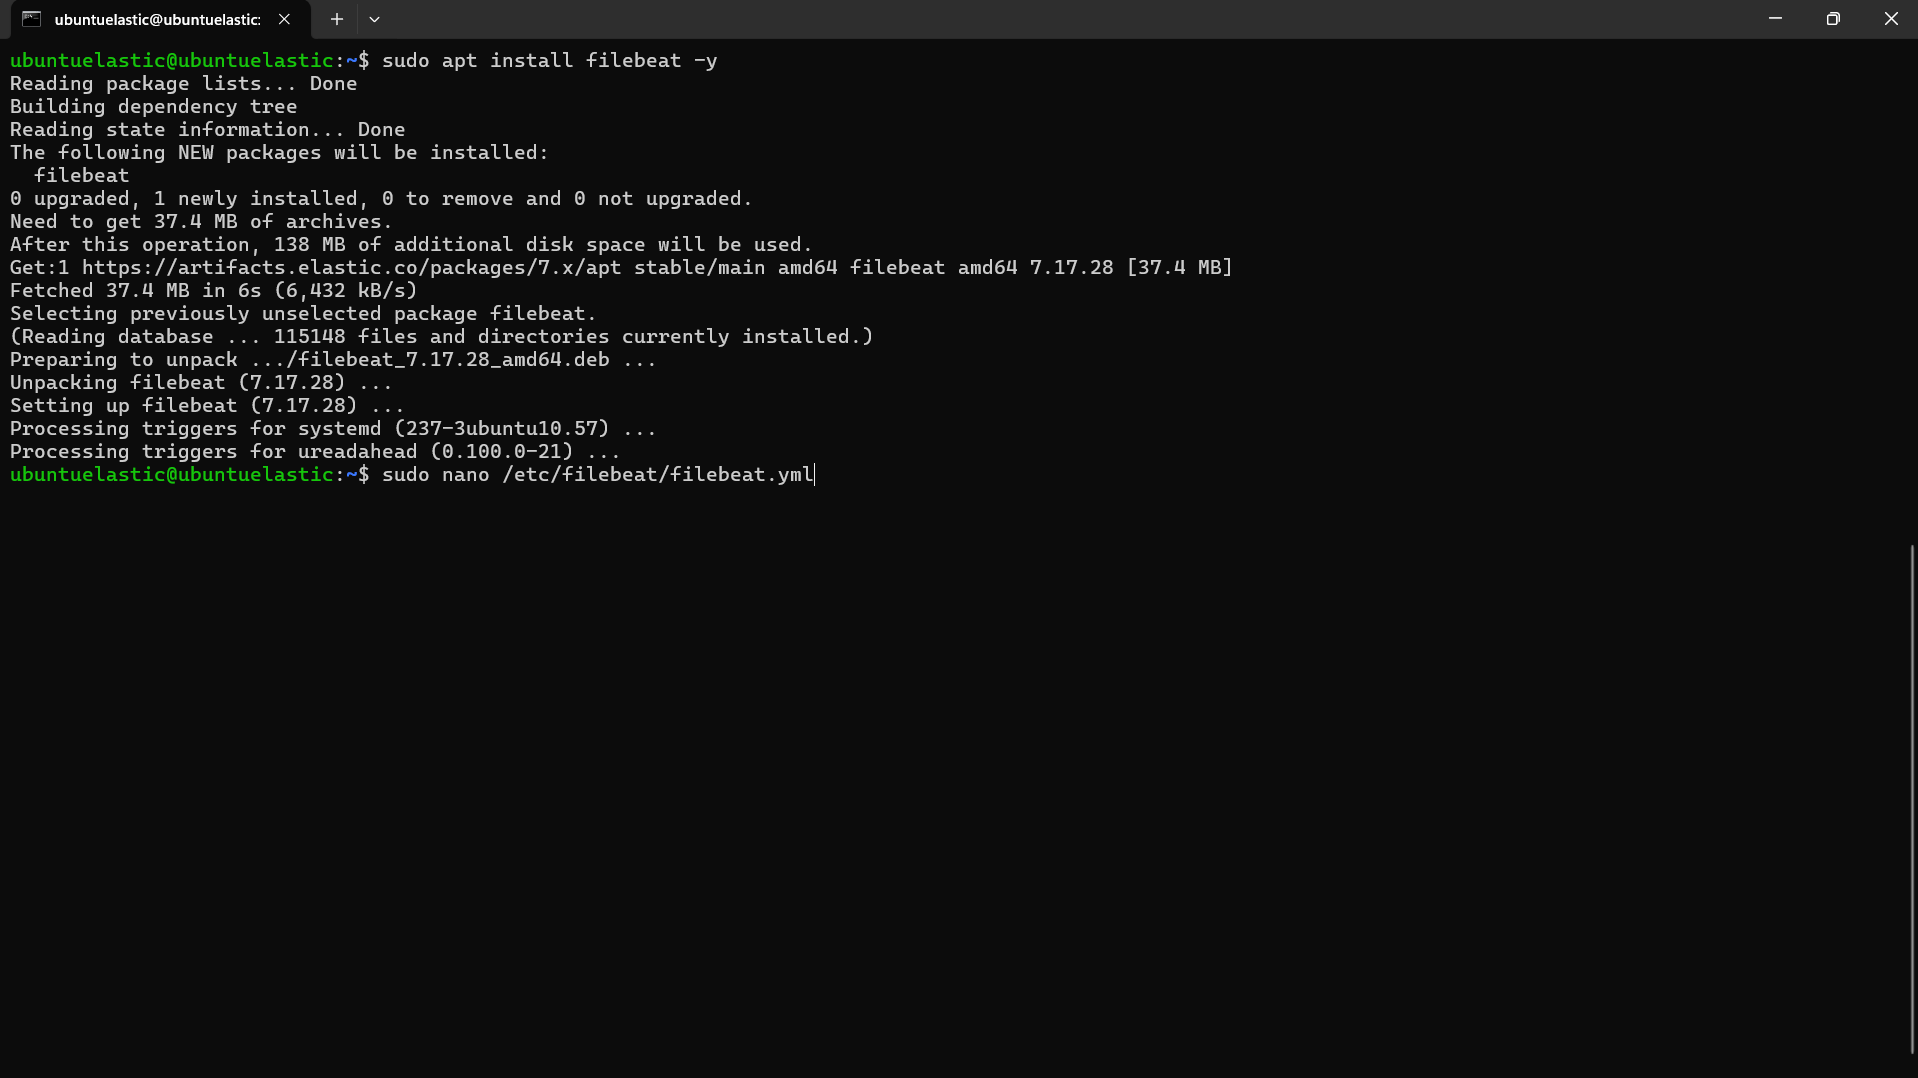 ubuntuelastic@ubuntuelastic:
ubuntuelastic@ubuntuelastic:~$ sudo apt install filebeat -y
Reading package lists... Done
Building dependency tree
Reading state information... Done
The following NEW packages will be installed:
  filebeat
0 upgraded, 1 newly installed, 0 to remove and 0 not upgraded.
Need to get 37.4 MB of archives.
After this operation, 138 MB of additional disk space will be used.
Get:1 https://artifacts.elastic.co/packages/7.x/apt stable/main amd64 filebeat amd64 7.17.28 [37.4 MB]
Fetched 37.4 MB in 6s (6,432 kB/s)
Selecting previously unselected package filebeat.
(Reading database ... 115148 files and directories currently installed.)
Preparing to unpack .../filebeat_7.17.28_amd64.deb ...
Unpacking filebeat (7.17.28) ...
Setting up filebeat (7.17.28) ...
Processing triggers for systemd (237-3ubuntu10.57) ...
Processing triggers for ureadahead (0.100.0-21) ...
ubuntuelastic@ubuntuelastic:~$ sudo nano /etc/filebeat/filebeat.yml